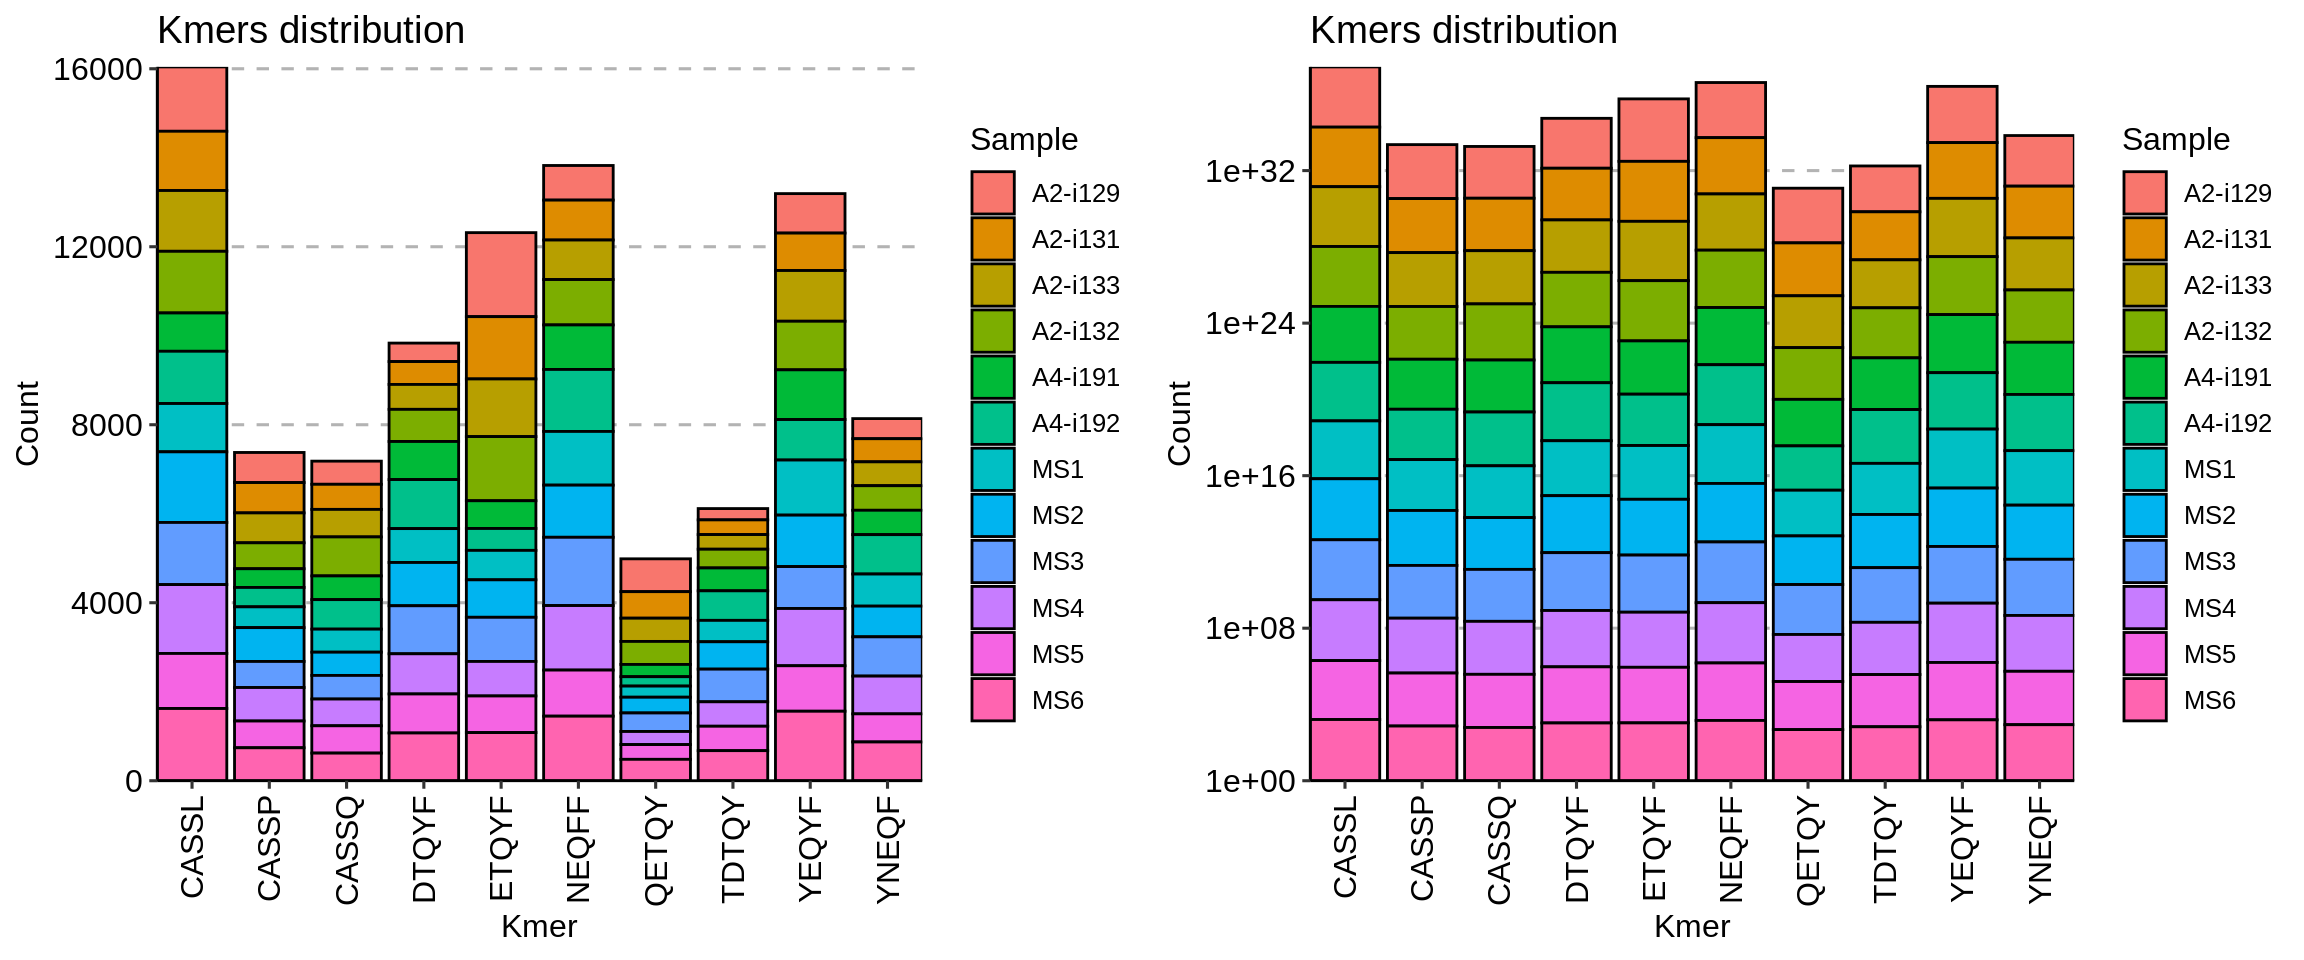 Kmers distribution
16000
12000
8000
4000
0
Count
CASSL
CASSP
CASSQ
DTQYF
ETQYF
NEQFF
QETQY
TDTQY
YEQYF
YNEQF
Kmer
Sample
A2-i129
A2-i131
A2-i133
A2-i132
A4-i191
A4-i192
MS1
MS2
MS3
MS4
MS5
MS6
Kmers distribution
1e+32
1e+24
1e+16
1e+08
1e+00
Count
CASSL
CASSP
CASSQ
DTQYF
ETQYF
NEQFF
QETQY
TDTQY
YEQYF
YNEQF
Kmer
Sample
A2-i129
A2-i131
A2-i133
A2-i132
A4-i191
A4-i192
MS1
MS2
MS3
MS4
MS5
MS6